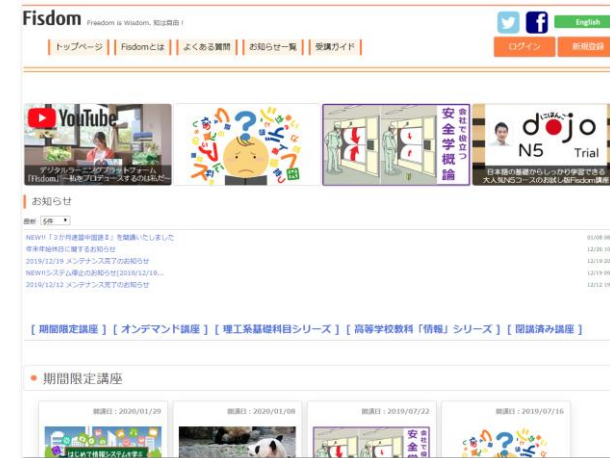 Fisdom Freedom is Wisdom. 知は自由！
English
トップページ Fisdomとは よくある質問 お知らせ一覧 受講ガイド
ログイン 新規登録
YouTube
デジタルラーニングプラットフォーム
「Fisdom」～私をプロデュースするのは私だ～
会社で役立つ
安全学概論
にほんご
dojo
N5 Trial
日本語の基礎からしっかり学習できる
大人気N5コースのお試し版Fisdom講座
お知らせ
最新 5件
NEW!!「3か月速習中国語Ⅱ」を開講いたしました 01/08
年末年始休日に関するお知らせ 12/26
2019/12/19 メンテナンス完了のお知らせ 12/19
NEW!!システム停止のお知らせ(2019/12/19... 12/19
2019/12/12 メンテナンス完了のお知らせ 12/12
[ 期間限定講座 ] [ オンデマンド講座 ] [ 理工系基礎科目シリーズ ] [ 高等学校教科「情報」シリーズ ] [ 閉講済み講座 ]
期間限定講座
開講日：2020/01/29 開講日：2020/01/08 開講日：2019/07/22 開講日：2019/07/16
はじめて情報システムを学ぶ
会社で
安全